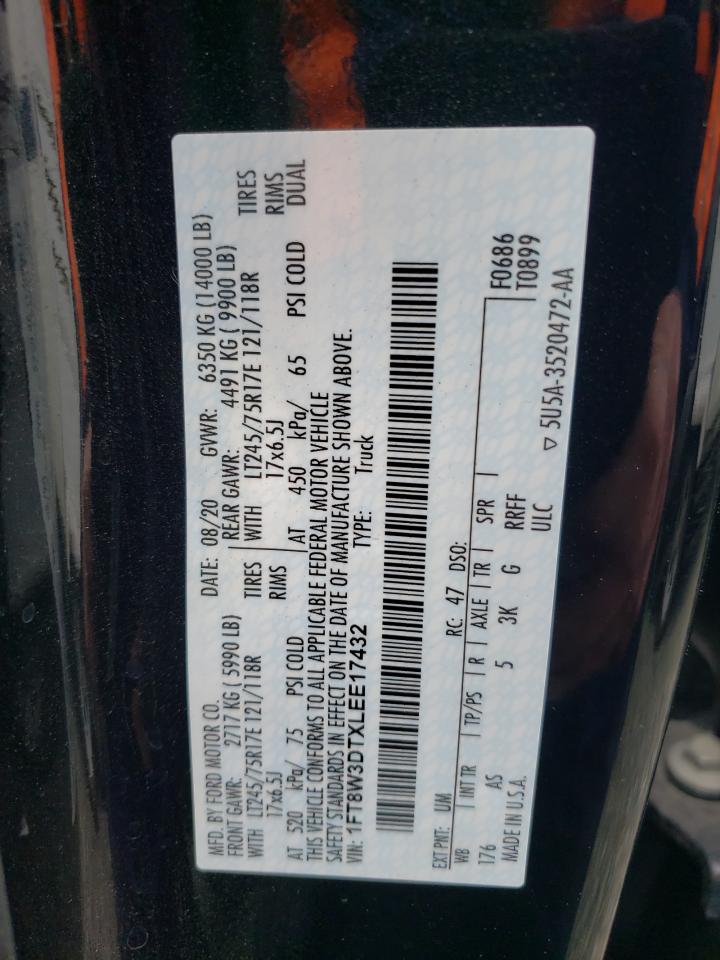 MFD. BY FORD MOTOR CO.
DATE: 08/20 GVWR: 6350 KG (14000 LB)
FRONT GAWR: 2717 KG ( 5990 LB)
REAR GAWR: 4491 KG ( 9900 LB)
WITH LT245/75R17E 121/118R TIRES
WITH LT245/75R17E 121/118R TIRES
17x6.5J RIMS
17x6.5J RIMS
AT 520 kPa/ 75 PSI COLD
AT 450 kPa/ 65 PSI COLD DUAL
THIS VEHICLE CONFORMS TO ALL APPLICABLE FEDERAL MOTOR VEHICLE
SAFETY STANDARDS IN EFFECT ON THE DATE OF MANUFACTURE SHOWN ABOVE.
VIN: 1FT8W3DTXLEE17432 TYPE: Truck
EXT PNT: UM RC: 47 DSO:
WB INT TR TP/PS R AXLE TR SPR
F0686
T0899
176 AS 5 3K G RRFF
ULC
MADE IN U.S.A.
▽ 5U5A-3520472-AA